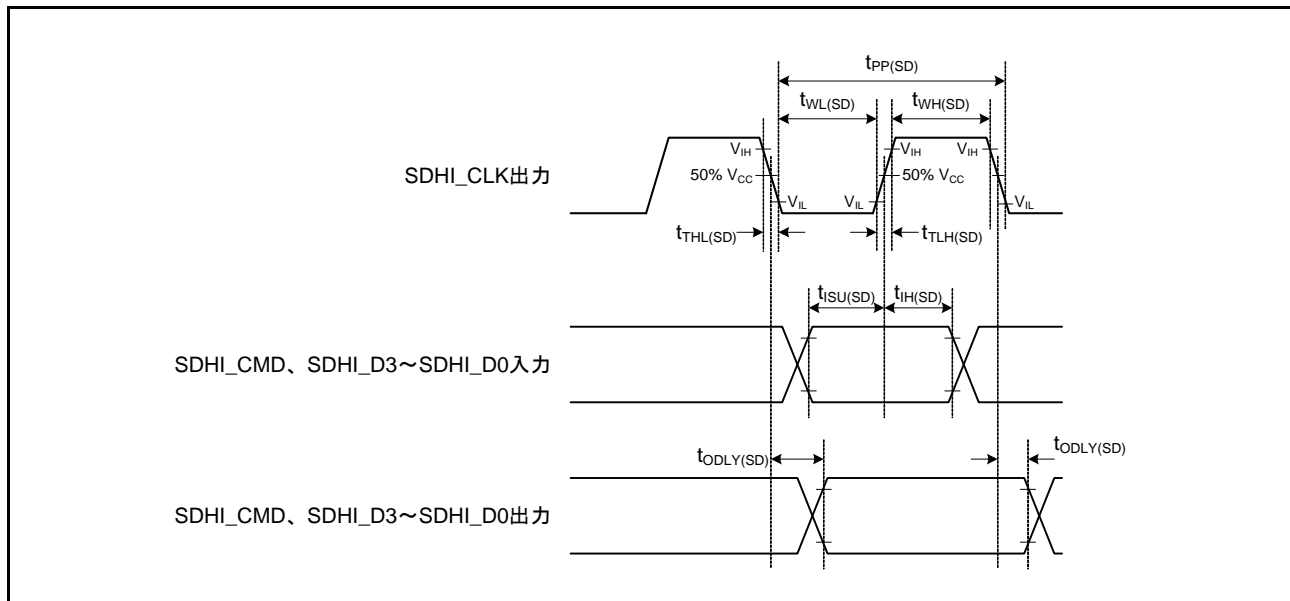 tPP(SD)
tWL(SD) tWH(SD)
VIH VIH VIH
SDHI_CLK出力 50% VCC 50% VCC
VIL VIL VIL
tTHL(SD) tTLH(SD)
tISU(SD) tIH(SD)
SDHI_CMD、SDHI_D3～SDHI_D0入力
tODLY(SD) tODLY(SD)
SDHI_CMD、SDHI_D3～SDHI_D0出力